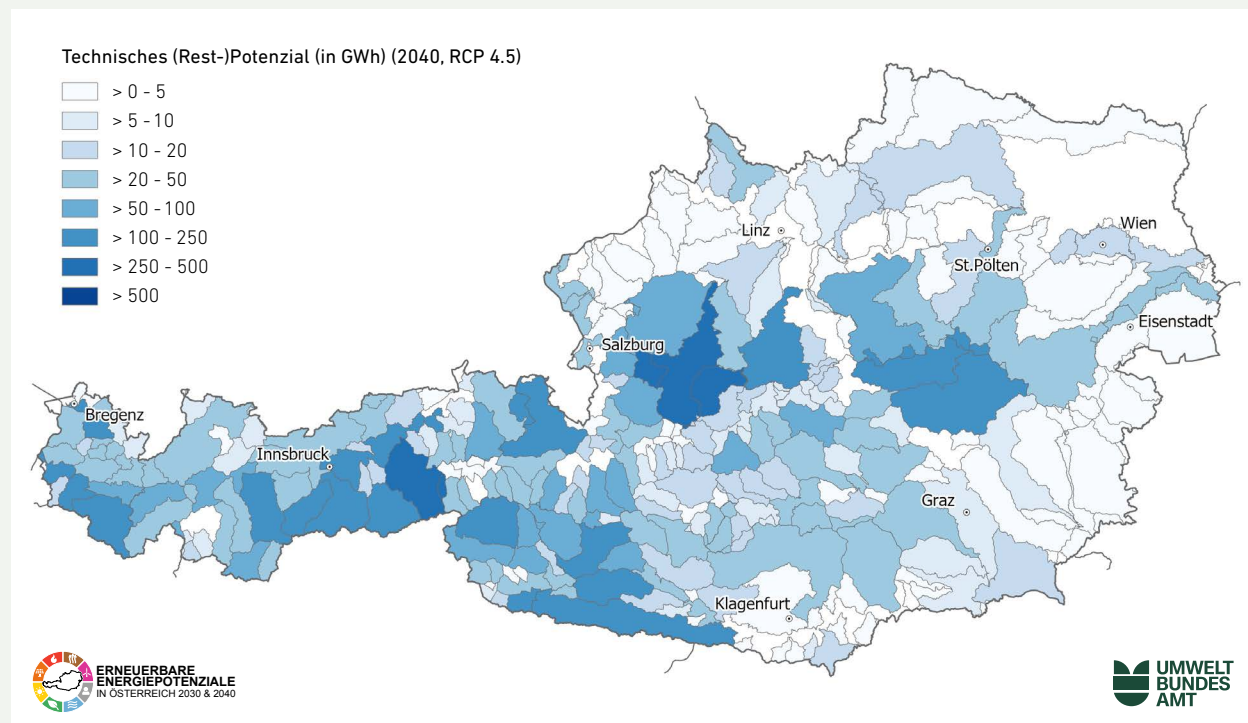 Technisches (Rest-)Potenzial (in GWh) (2040, RCP 4.5)
> 0 - 5
> 5 - 10
> 10 - 20
> 20 - 50
> 50 - 100
> 100 - 250
> 250 - 500
> 500
Linz
Wien
St.Pölten
Eisenstadt
Salzburg
Bregenz
Innsbruck
Graz
Klagenfurt
ERNEUERBARE
ENERGIEPOTENZIALE
IN ÖSTERREICH 2030 & 2040
UMWELT
BUNDES
AMT